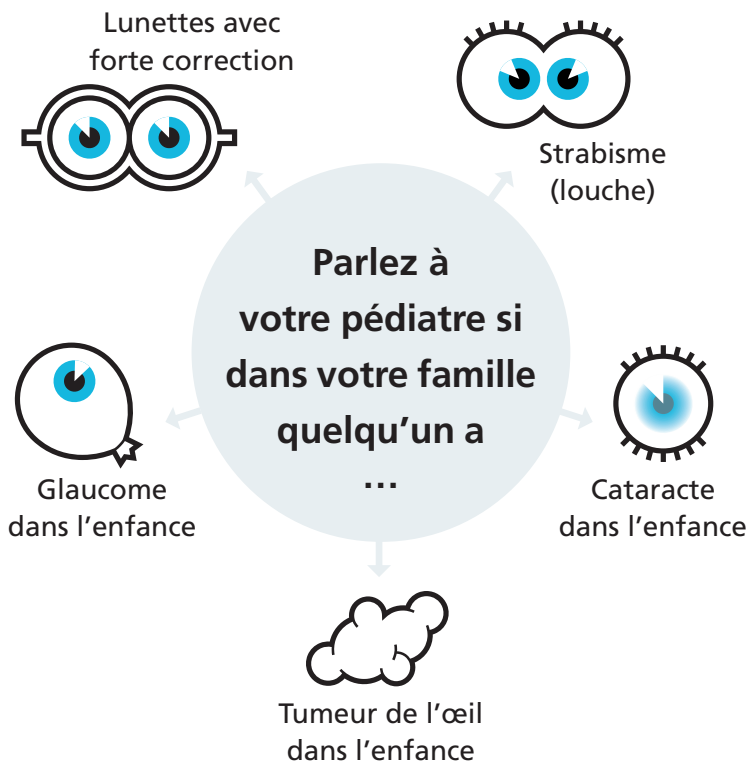 Lunettes avec
forte correction
Strabisme
(louche)
Parlez à
votre pédiatre si
dans votre famille
quelqu’un a
...
Glaucome
dans l’enfance
Cataracte
dans l’enfance
Tumeur de l’œil
dans l’enfance